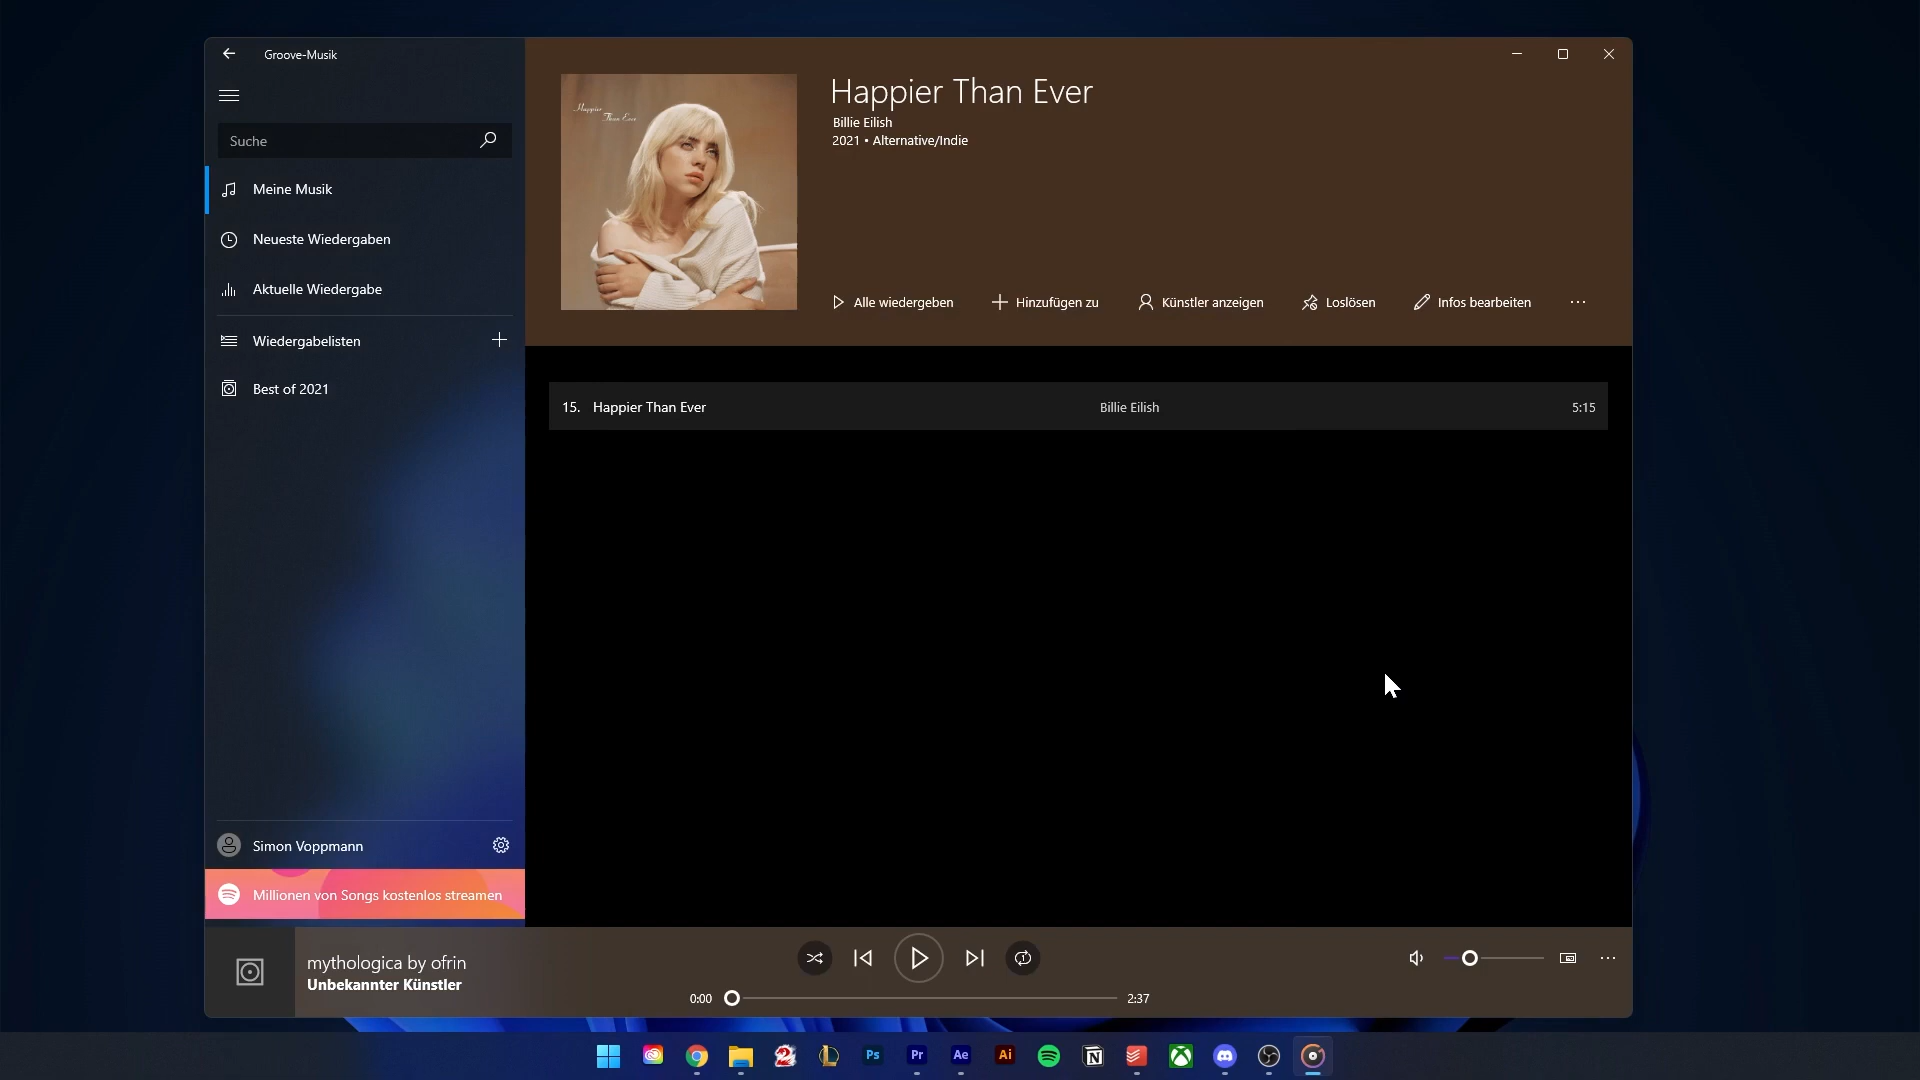 Groove-Musik
Suche
Meine Musik
Neueste Wiedergaben
Aktuelle Wiedergabe
Wiedergabelisten
Best of 2021
Simon Voppmann
Millionen von Songs kostenlos streamen
Happier
Than Ever
Happier Than Ever
Billie Eilish
2021 • Alternative/Indie
Alle wiedergeben
Hinzufügen zu
Künstler anzeigen
Loslösen
Infos bearbeiten
15. Happier Than Ever Billie Eilish 5:15
mythologica by ofrin
Unbekannter Künstler
0:00
2:37
Ps
Pr
Ae
Ai